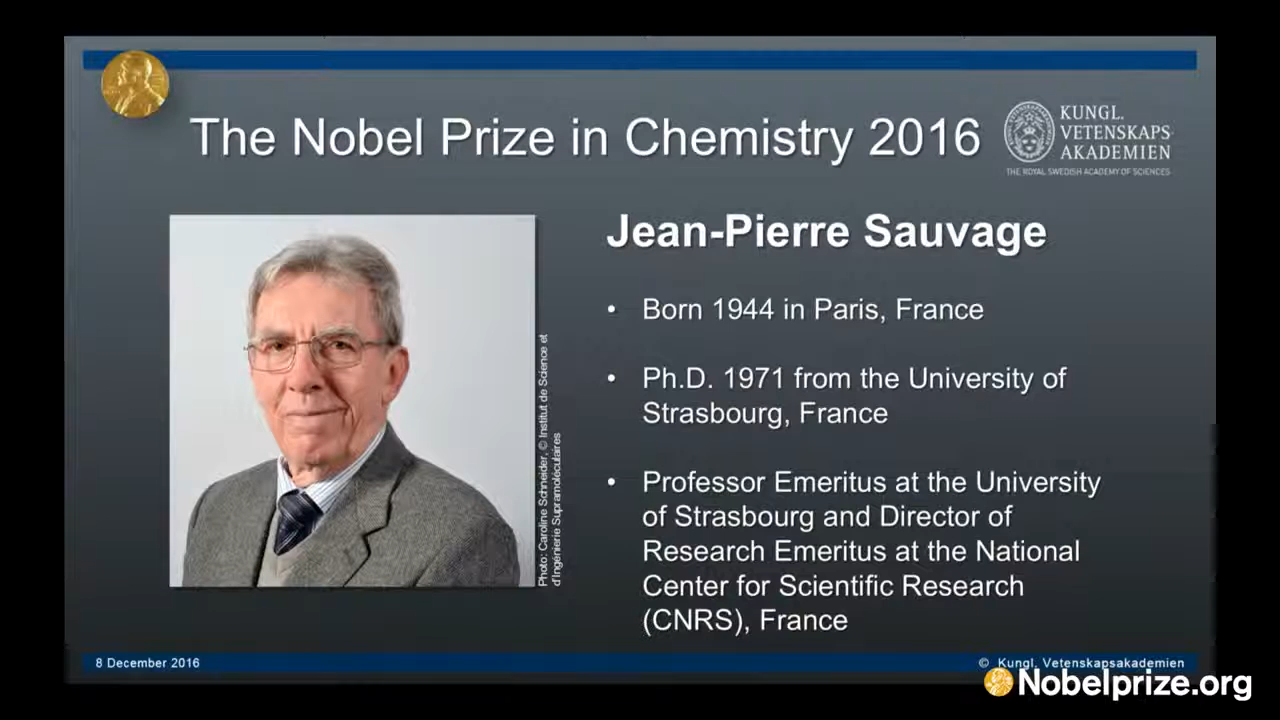 The Nobel Prize in Chemistry 2016
KUNGL.
VETENSKAPS
AKADEMIEN
THE ROYAL SWEDISH ACADEMY OF SCIENCES
Jean-Pierre Sauvage
• Born 1944 in Paris, France
• Ph.D. 1971 from the University of
Strasbourg, France
• Professor Emeritus at the University
of Strasbourg and Director of
Research Emeritus at the National
Center for Scientific Research
(CNRS), France
Photo: Caroline Schneider, © Institut de Science et
d'Ingénierie Supramoléculaires
8 December 2016
© Kungl. Vetenskapsakademien
Nobelprize.org